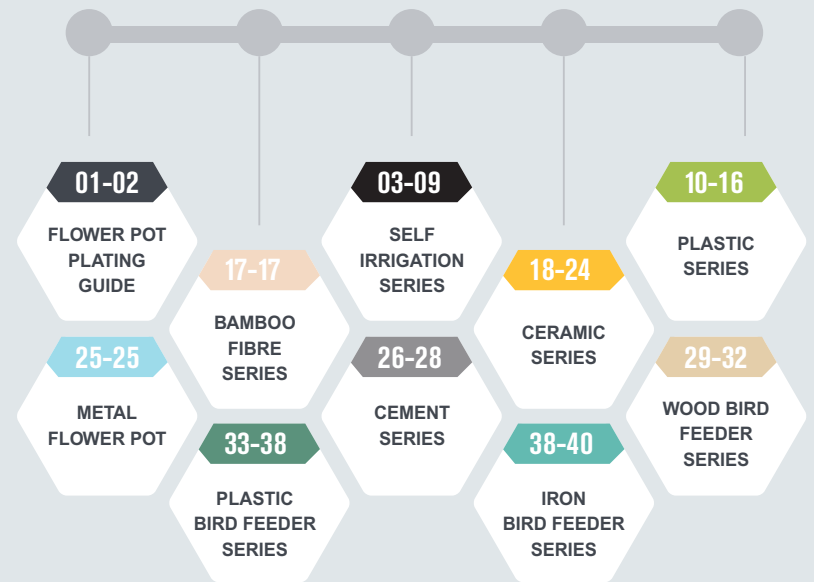 01-02
FLOWER POT
PLATING
GUIDE
03-09
SELF
IRRIGATION
SERIES
10-16
PLASTIC
SERIES
17-17
BAMBOO
FIBRE
SERIES
18-24
CERAMIC
SERIES
25-25
METAL
FLOWER POT
26-28
CEMENT
SERIES
29-32
WOOD BIRD
FEEDER
SERIES
33-38
PLASTIC
BIRD FEEDER
SERIES
38-40
IRON
BIRD FEEDER
SERIES